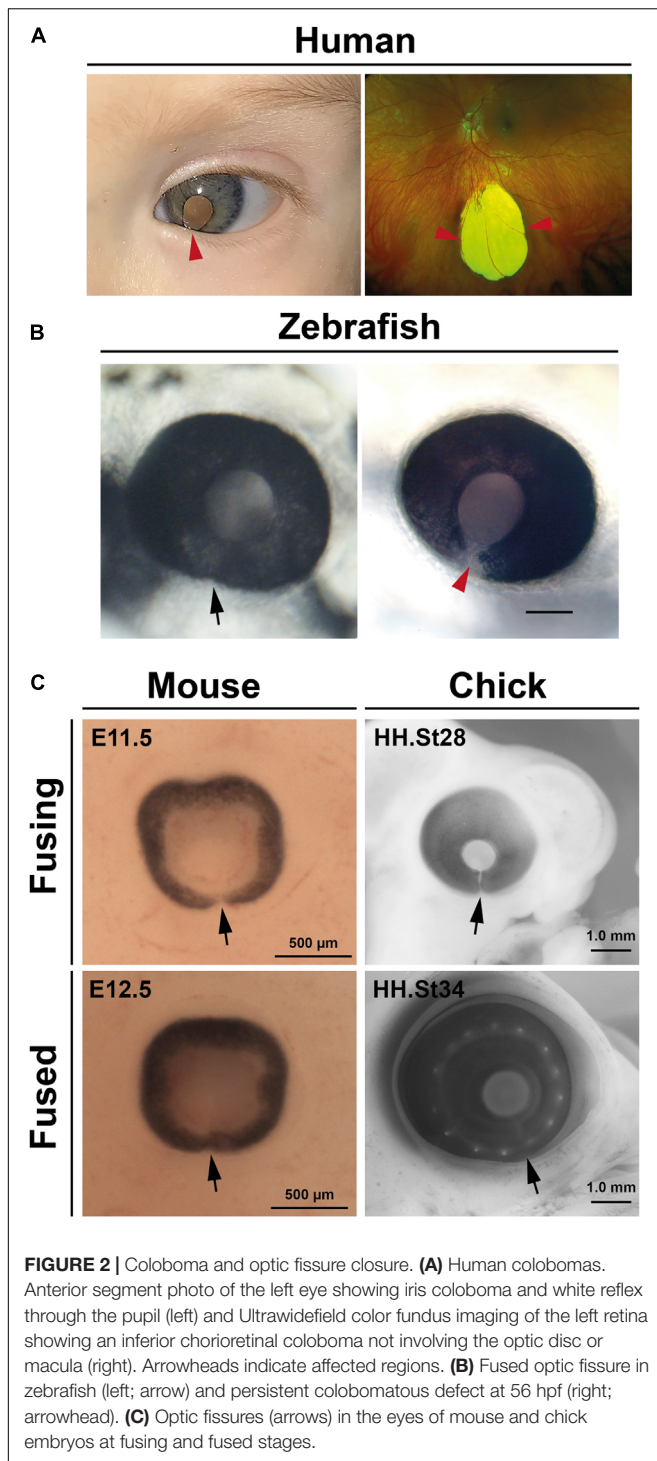 A
Human
B
Zebrafish
C
Mouse
Chick
Fusing
E11.5
500 µm
HH.St28
1.0 mm
Fused
E12.5
500 µm
HH.St34
1.0 mm
FIGURE 2 | Coloboma and optic fissure closure. (A) Human colobomas.
Anterior segment photo of the left eye showing iris coloboma and white reflex
through the pupil (left) and Ultrawidefield color fundus imaging of the left retina
showing an inferior chorioretinal coloboma not involving the optic disc or
macula (right). Arrowheads indicate affected regions. (B) Fused optic fissure in
zebrafish (left; arrow) and persistent colobomatous defect at 56 hpf (right;
arrowhead). (C) Optic fissures (arrows) in the eyes of mouse and chick
embryos at fusing and fused stages.